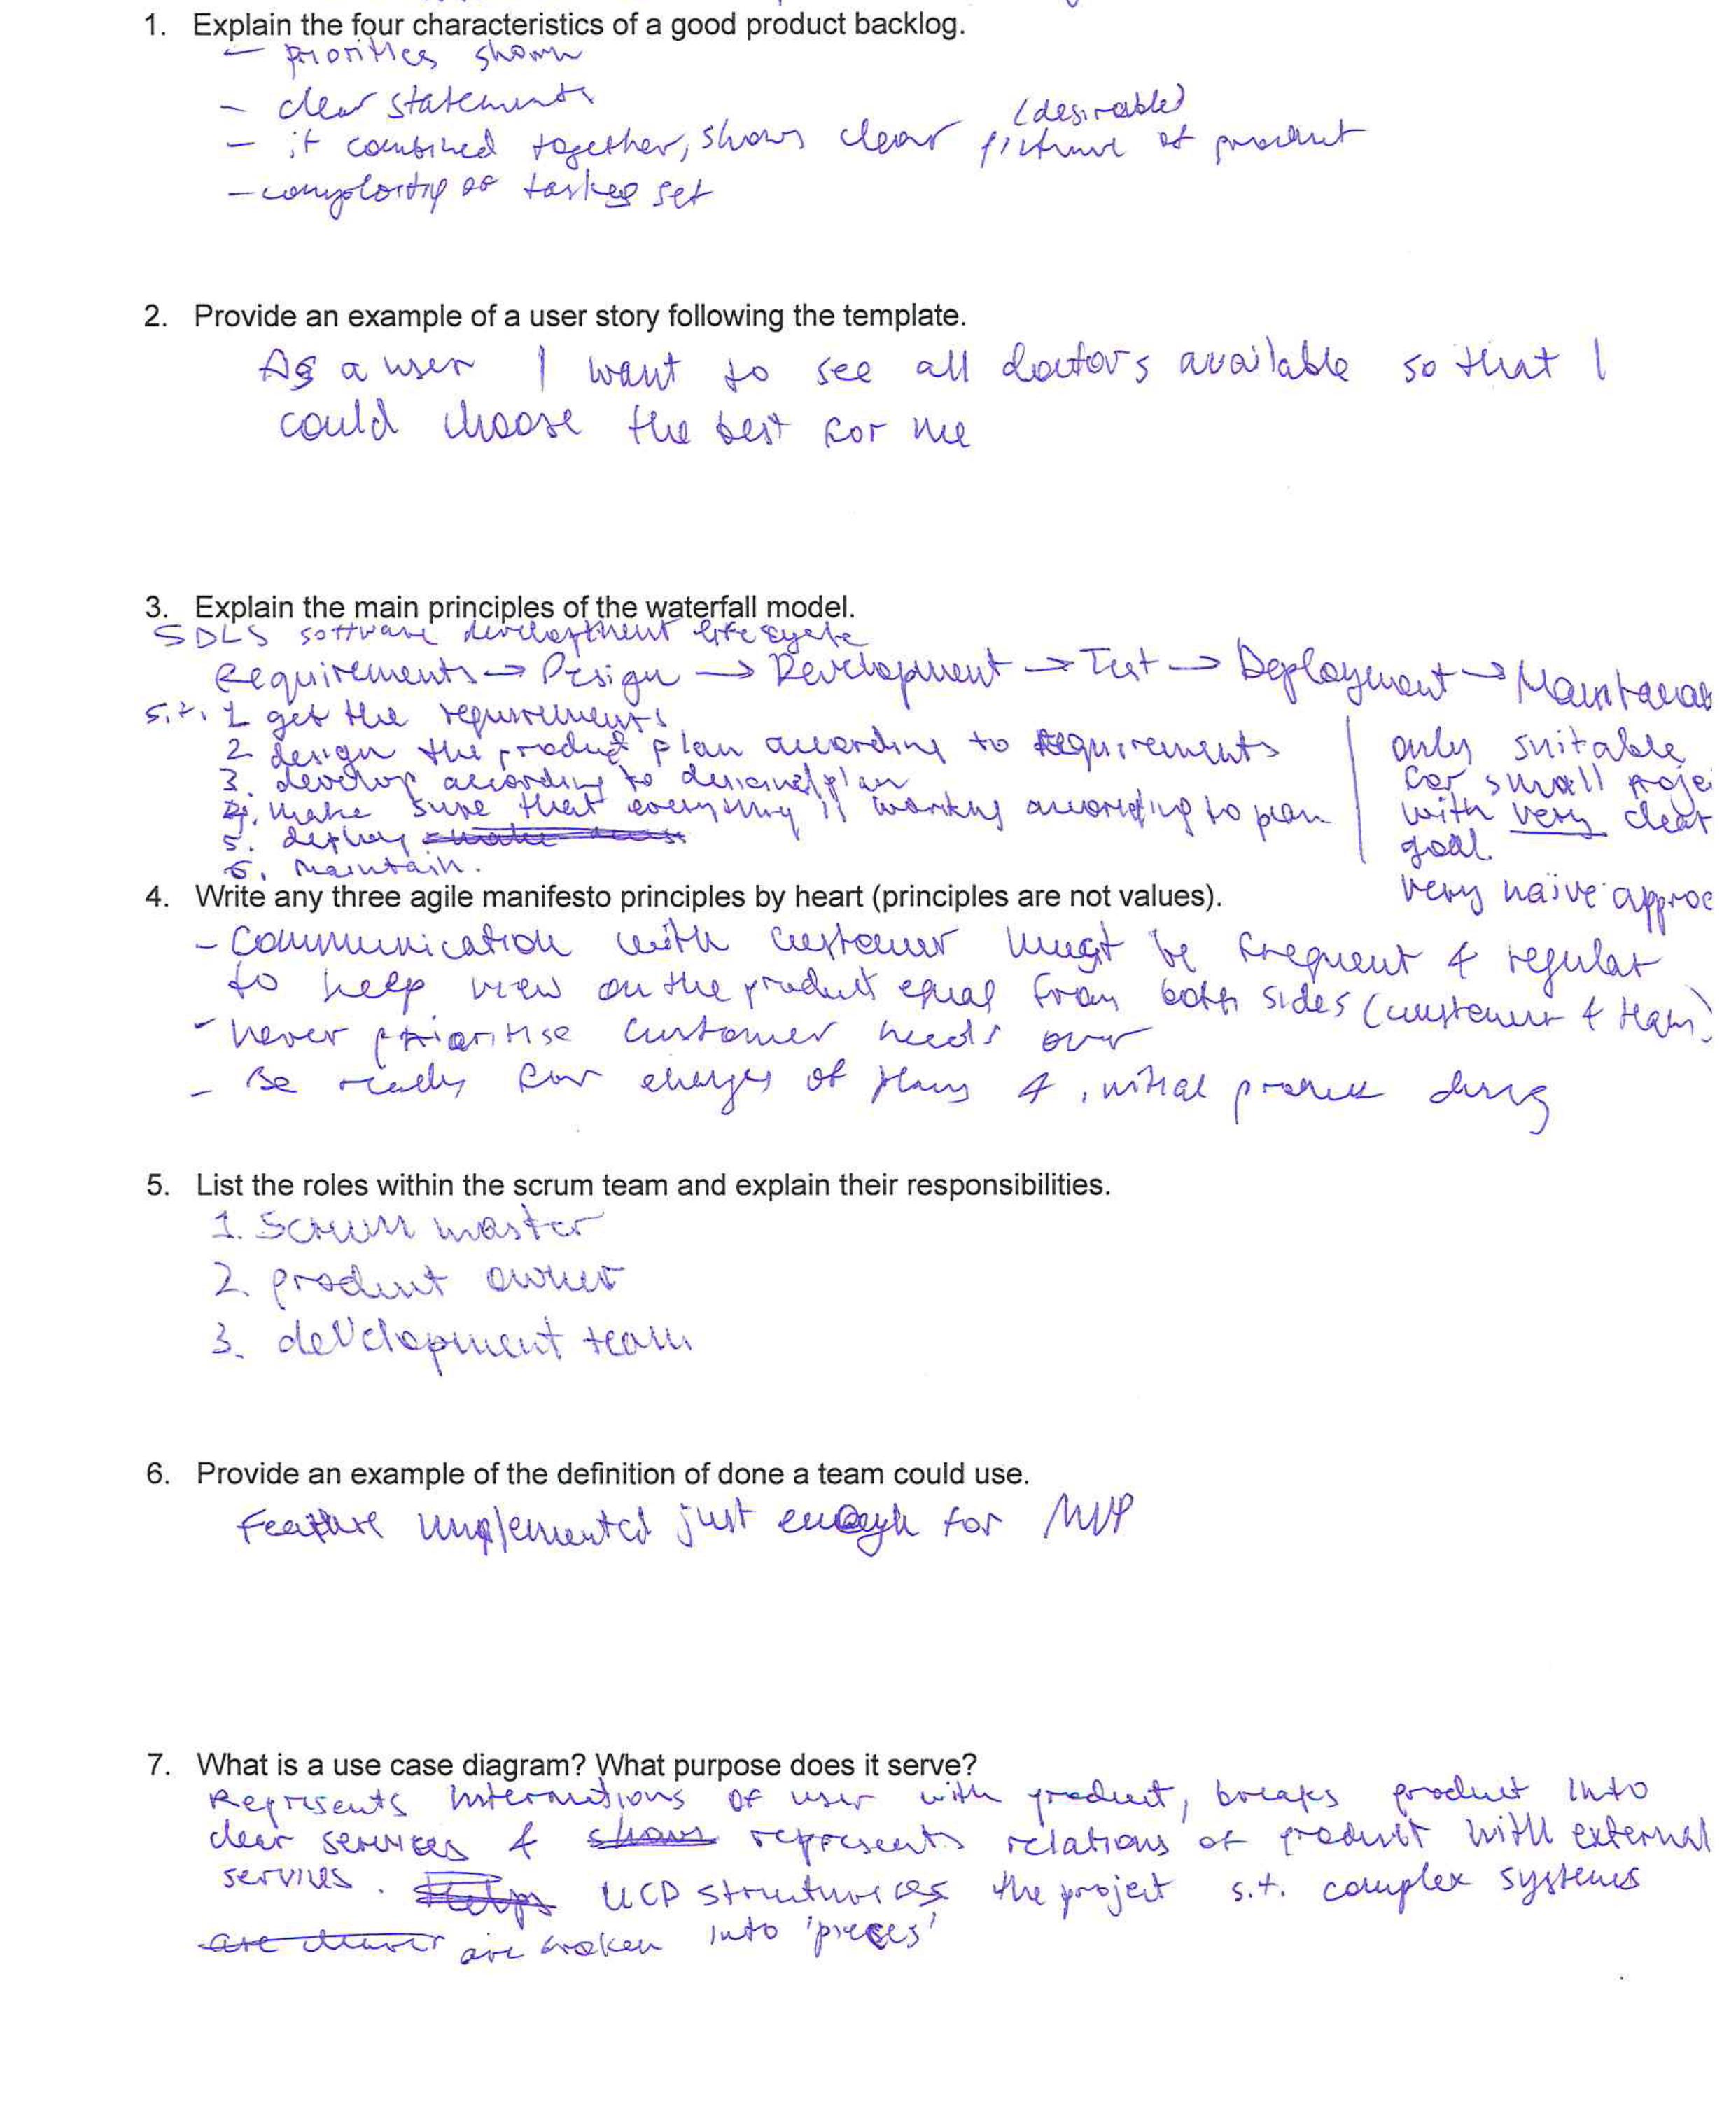 1. Explain the four characteristics of a good product backlog.
- priorities shown
- clear statements
(desirable)
- if combined together, shows clear picture of product
- complexity of tasks set
2. Provide an example of a user story following the template.
As a user I want to see all doctors available so that I
could choose the best for me
3. Explain the main principles of the waterfall model.
SDLS software development life cycle
Requirements → Design → Development → Test → Deployment → Maintenan
s.t. 1 get the requirements
2 design the product plan according to requirements
only suitable
3. develop according to plan
for small proje
4. make sure that everything is working according to plan
with very clear
5. deploy
goal.
6. maintain.
4. Write any three agile manifesto principles by heart (principles are not values).
very naive approc
- Communication with customer must be frequent & regular
to help view on the product equal from both sides (customer & team)
- never prioritise customer needs over
- Be ready for changes of plans & initial product
5. List the roles within the scrum team and explain their responsibilities.
1. Scrum master
2. product owner
3. development team
6. Provide an example of the definition of done a team could use.
Feature implemented just enough for MVP
7. What is a use case diagram? What purpose does it serve?
Represents interactions of user with product, breaks product into
clear services & shows represents relations of product with external
services. Helps UCD structurices the project s.t. complex systems
are are broken into 'pieces'